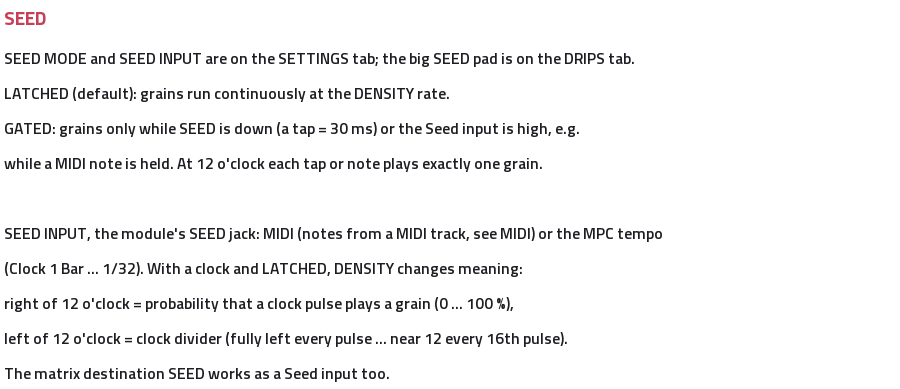 SEED
SEED MODE and SEED INPUT are on the SETTINGS tab; the big SEED pad is on the DRIPS tab.
LATCHED (default): grains run continuously at the DENSITY rate.
GATED: grains only while SEED is down (a tap = 30 ms) or the Seed input is high, e.g.
while a MIDI note is held. At 12 o'clock each tap or note plays exactly one grain.
SEED INPUT, the module's SEED jack: MIDI (notes from a MIDI track, see MIDI) or the MPC tempo
(Clock 1 Bar ... 1/32). With a clock and LATCHED, DENSITY changes meaning:
right of 12 o'clock = probability that a clock pulse plays a grain (0 ... 100 %),
left of 12 o'clock = clock divider (fully left every pulse ... near 12 every 16th pulse).
The matrix destination SEED works as a Seed input too.